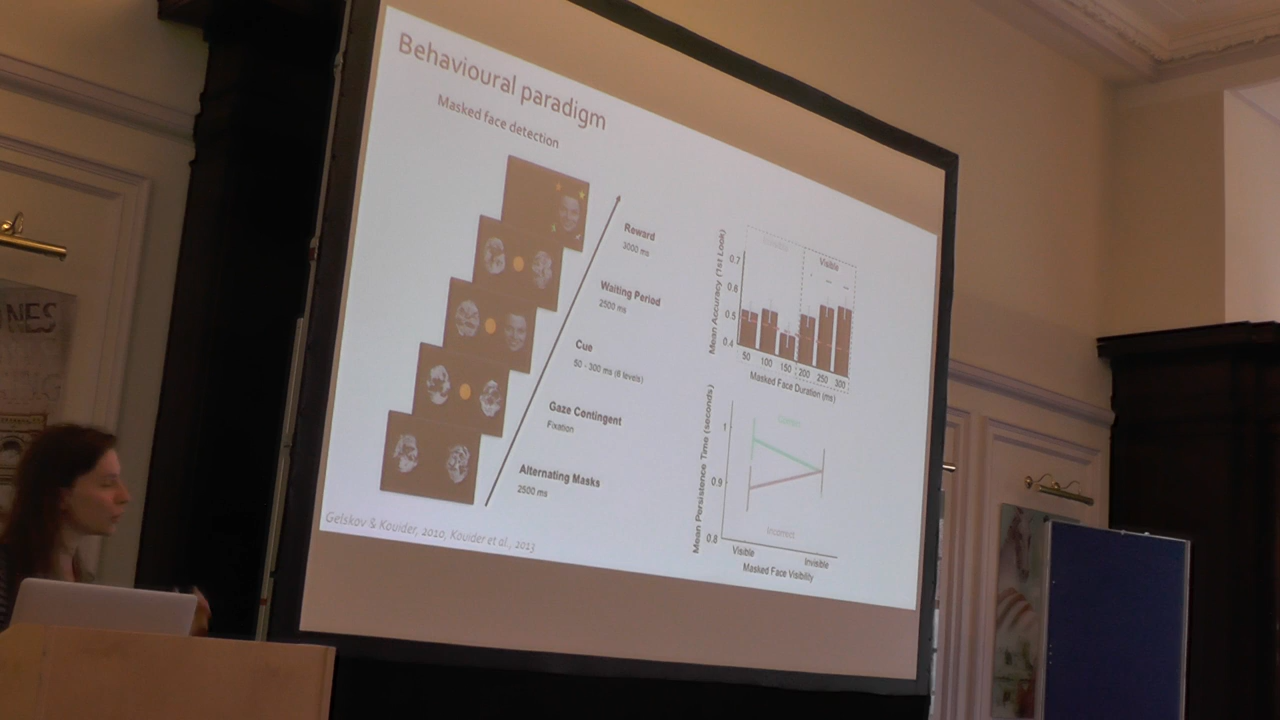 Behavioural paradigm
Masked face detection
Reward
3000 ms
Waiting Period
2500 ms
Cue
50 - 300 ms (6 levels)
Gaze Contingent
Fixation
Alternating Masks
2500 ms
Gelskov & Kouider, 2010, Kouider et al., 2013
Mean Accuracy (1st Look)
Invisible
Visible
0.7
0.6
0.5
0.4
50 100 150 200 250 300
Masked Face Duration (ms)
Mean Persistence Time (seconds)
1
0.9
0.8
Incorrect
Visible Invisible
Masked Face Visibility
NES